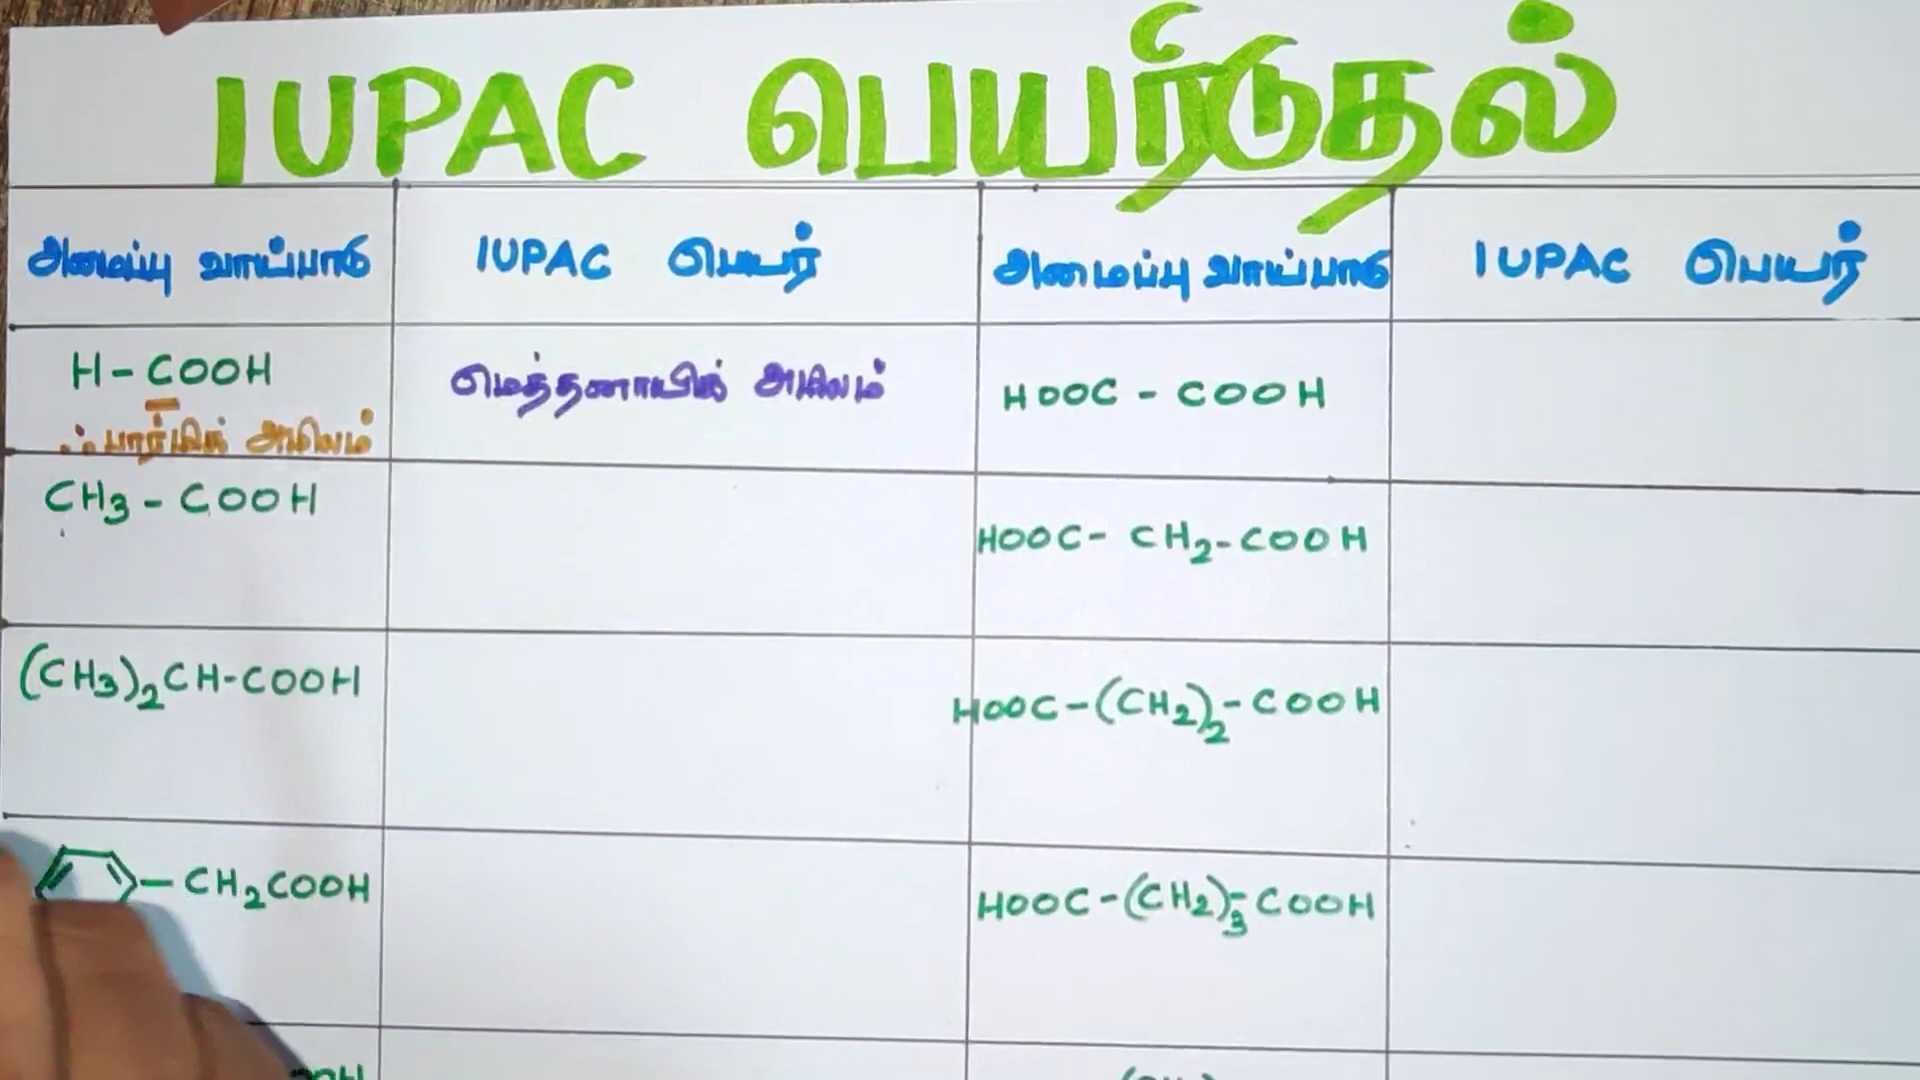 IUPAC பெயரிடுதல்
அமைப்பு வாய்பாடு IUPAC பெயர் அமைப்பு வாய்பாடு IUPAC பெயர்
H-COOH மெத்தனாயிக் அமிலம் HOOC - COOH
ஃபார்மிக் அமிலம்
CH3 - COOH HOOC - CH2-COOH
(CH3)2CH-COOH HOOC-(CH2)2-COOH
-CH2COOH HOOC-(CH2)3-COOH